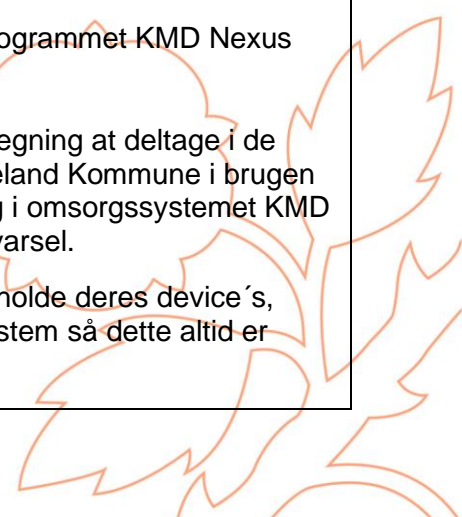 ogrammet KMD Nexus
egning at deltage i de
eland Kommune i brugen
g i omsorgssystemet KMD
varsel.
holde deres device´s,
stem så dette altid er